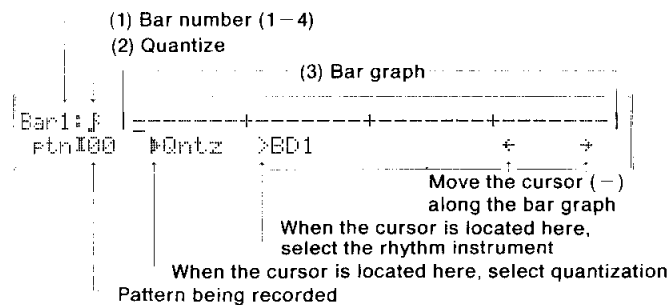 (1) Bar number (1–4)
(2) Quantize
(3) Bar graph
Bar1:♪ |_--------+---------+---------+---------|
ptnI00 ▶Qntz >BD1 ← →
Move the cursor (–)
along the bar graph
When the cursor is located here,
select the rhythm instrument
When the cursor is located here, select quantization
Pattern being recorded